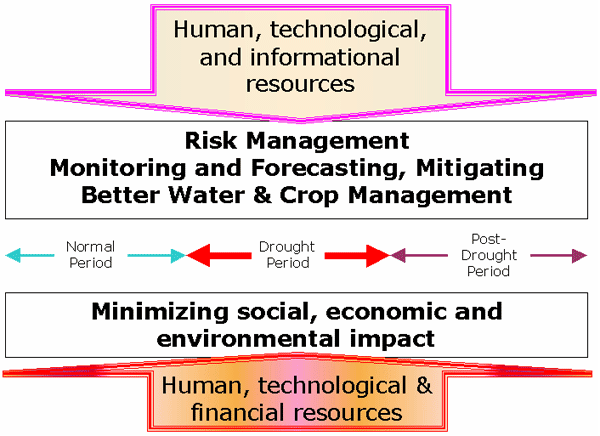 Human, technological,
and informational
resources
Risk Management
Monitoring and Forecasting, Mitigating
Better Water & Crop Management
Normal
Period
Drought
Period
Post-
Drought
Period
Minimizing social, economic and
environmental impact
Human, technological &
financial resources